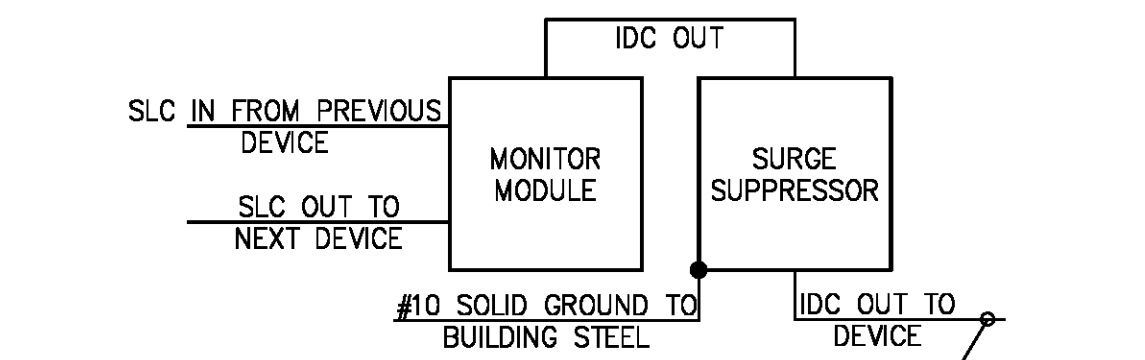 IDC OUT
SLC IN FROM PREVIOUS
DEVICE
MONITOR
MODULE
SURGE
SUPPRESSOR
SLC OUT TO
NEXT DEVICE
#10 SOLID GROUND TO
BUILDING STEEL
IDC OUT TO
DEVICE